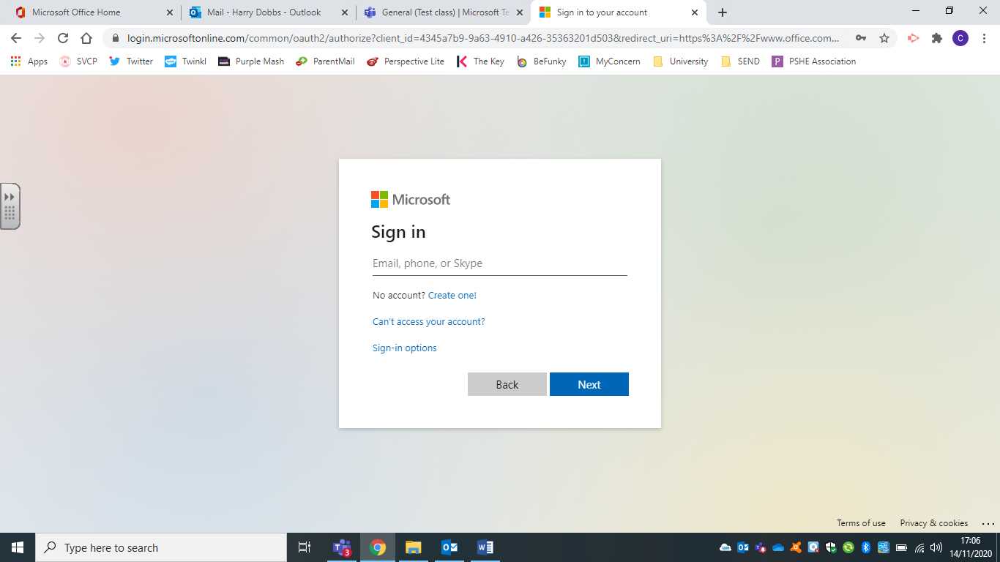 Microsoft Office Home
Mail - Harry Dobbs - Outlook
General (Test class) | Microsoft Te
Sign in to your account
login.microsoftonline.com/common/oauth2/authorize?client_id=4345a7b9-9a63-4910-a426-35363201d503&redirect_uri=https%3A%2F%2Fwww.office.com...
C
Apps
SVCP
Twitter
Twinkl
Purple Mash
ParentMail
Perspective Lite
The Key
BeFunky
MyConcern
University
SEND
PSHE Association
Microsoft
Sign in
Email, phone, or Skype
No account? Create one!
Can't access your account?
Sign-in options
Back
Next
Terms of use
Privacy & cookies
...
Type here to search
3
17:06
14/11/2020